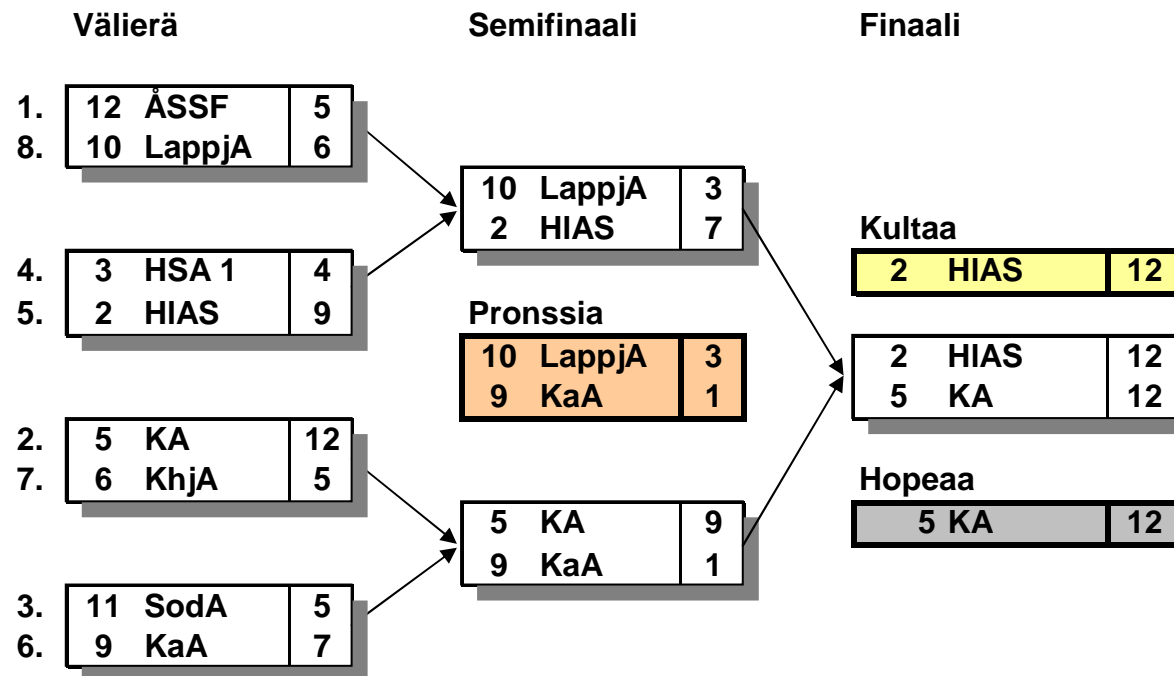 Välierä Semifinaali Finaali
1. 12 ÅSSF 5
8. 10 LappjA 6
4. 3 HSA 1 4
5. 2 HIAS 9
2. 5 KA 12
7. 6 KhjA 5
3. 11 SodA 5
6. 9 KaA 7
10 LappjA 3
2 HIAS 7
Pronssia
10 LappjA 3
9 KaA 1
5 KA 9
9 KaA 1
Kultaa
2 HIAS 12
2 HIAS 12
5 KA 12
Hopeaa
5 KA 12